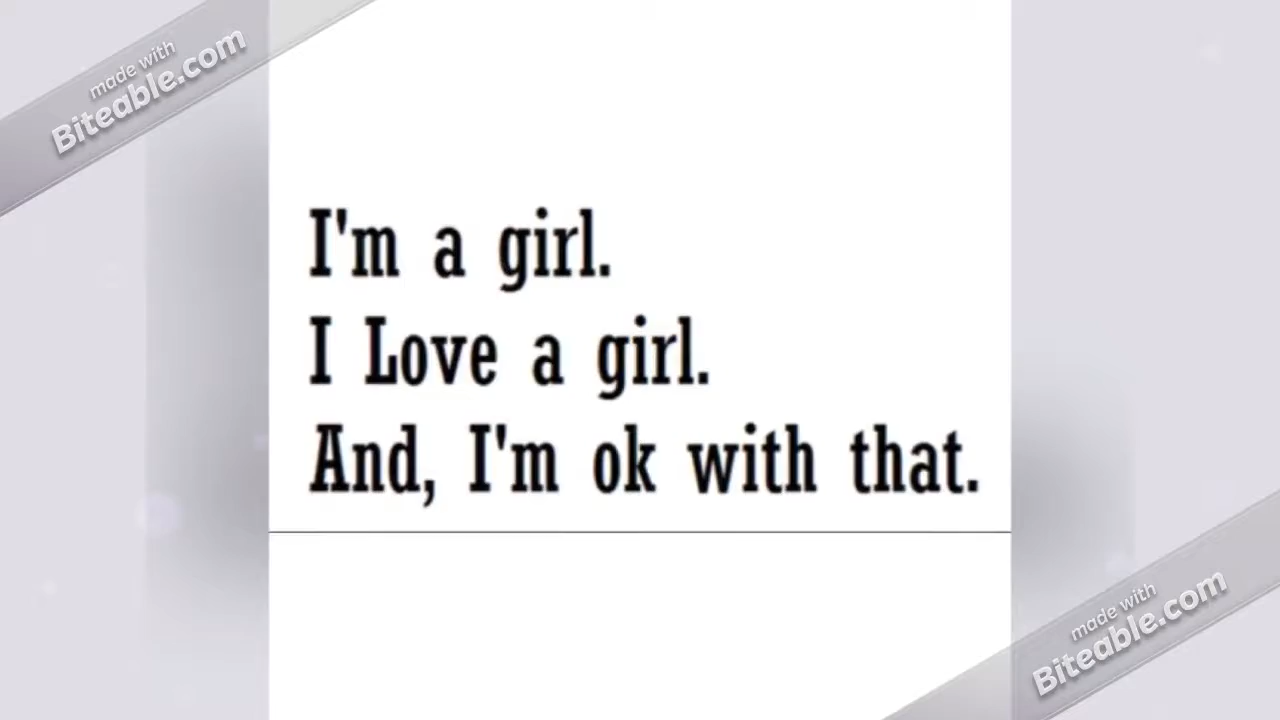 made with
Biteable.com
I'm a girl.
I Love a girl.
And, I'm ok with that.
made with
Biteable.com